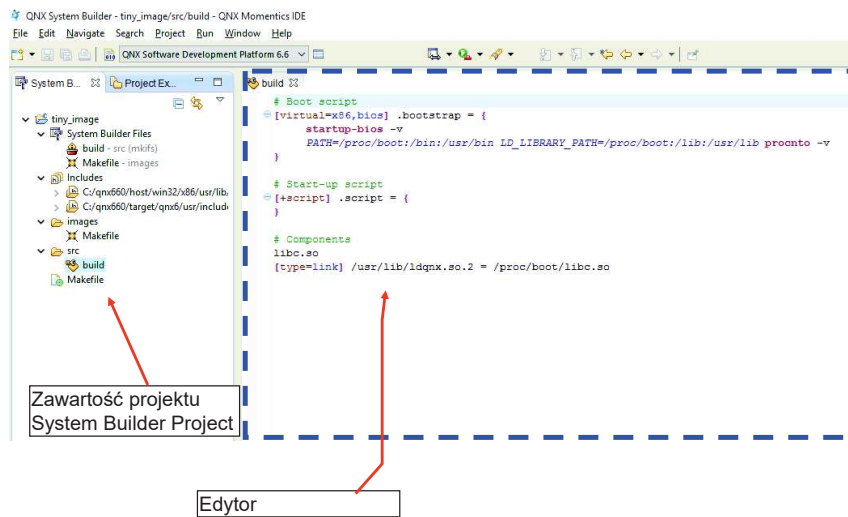 QNX System Builder - tiny_image/src/build - QNX Momentics IDE
File Edit Navigate Search Project Run Window Help
QNX Software Development Platform 6.6
System B... Project Ex...
build
tiny_image
System Builder Files
build - src (mkifs)
Makefile - images
Includes
C:/qnx660/host/win32/x86/usr/lib,
C:/qnx660/target/qnx6/usr/includ
images
Makefile
src
build
Makefile
# Boot script
[virtual=x86,bios] .bootstrap = {
startup-bios -v
PATH=/proc/boot:/bin:/usr/bin LD_LIBRARY_PATH=/proc/boot:/lib:/usr/lib procnto -v
}
# Start-up script
[+script] .script = {
}
# Components
libc.so
[type=link] /usr/lib/ldqnx.so.2 = /proc/boot/libc.so
Zawartość projektu
System Builder Project
Edytor